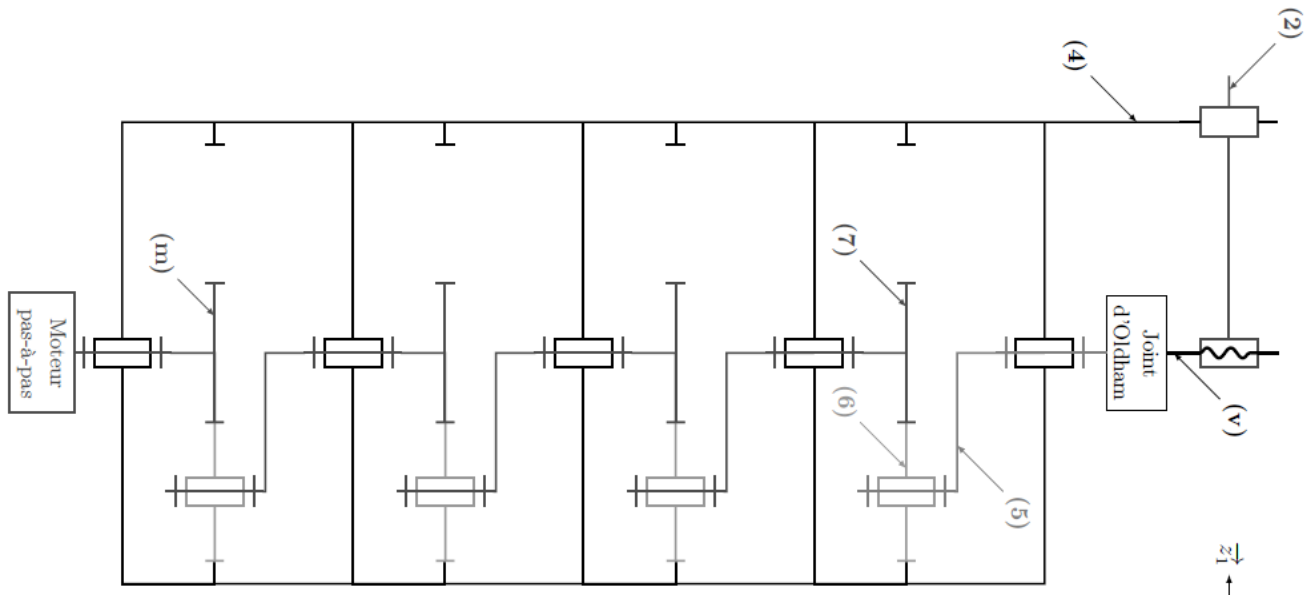 (2)
(4)
(7)
(m)
Moteur
pas-à-pas
Joint
d'Oldham
(v)
(6)
(5)
z₁